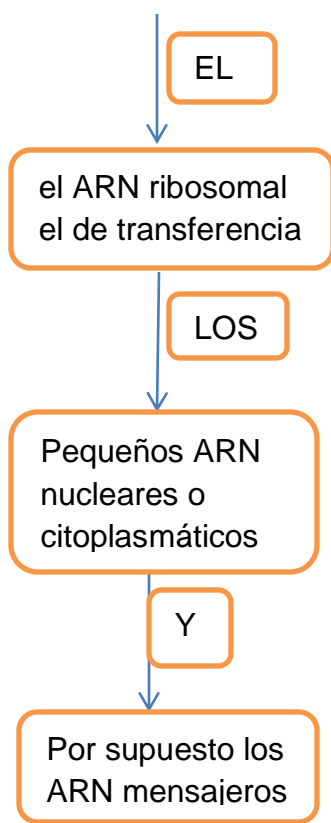 EL
el ARN ribosomal
el de transferencia
LOS
Pequeños ARN
nucleares o
citoplasmáticos
Y
Por supuesto los
ARN mensajeros